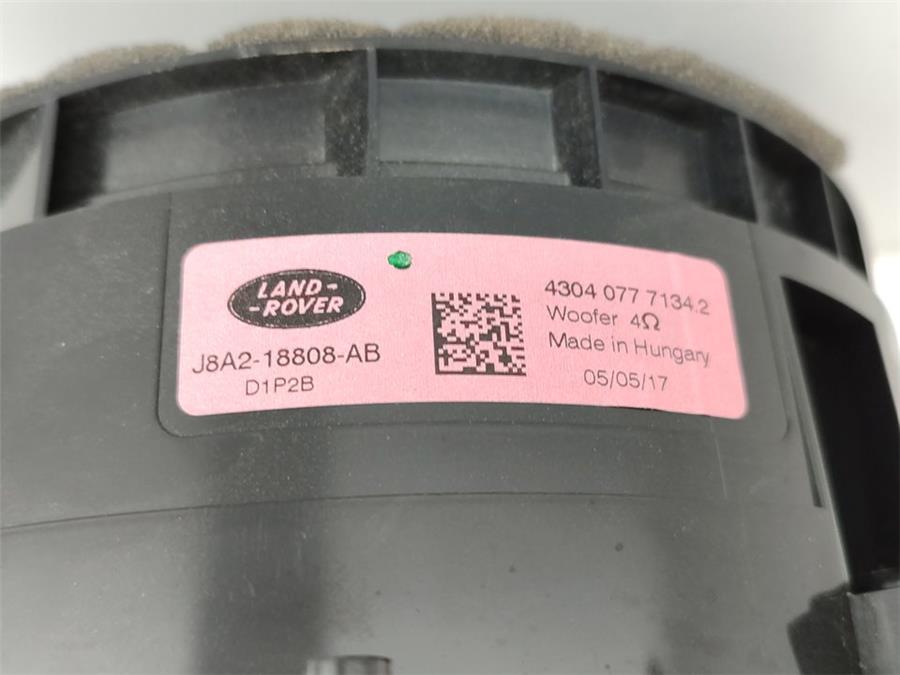 LAND-
-ROVER
J8A2-18808-AB
D1P2B
4304 077 7134.2
Woofer 4Ω
Made in Hungary
05/05/17